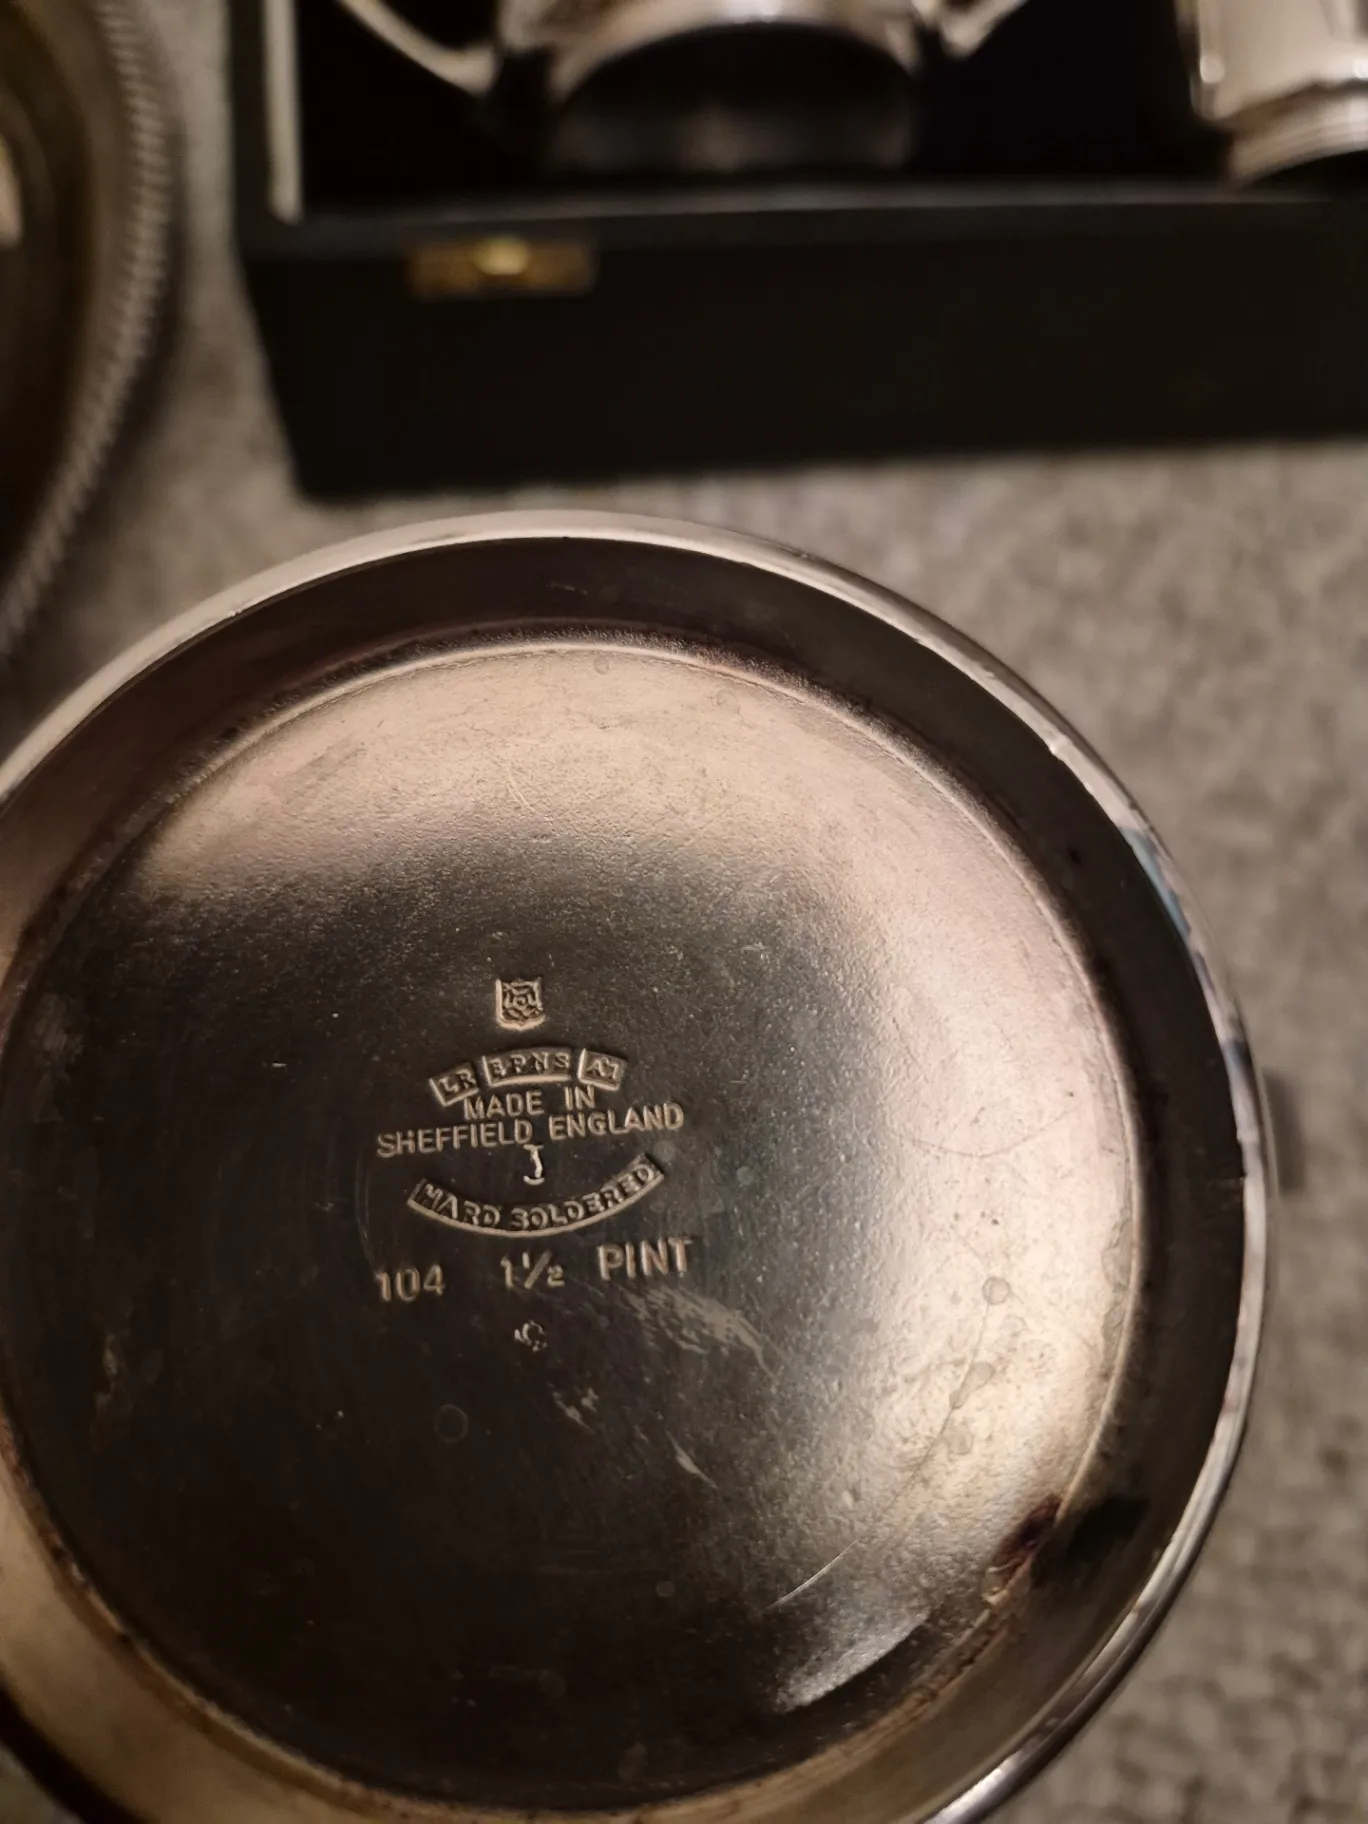 LR EPNS A1
MADE IN
SHEFFIELD ENGLAND
J
HARD SOLDERED
104 1½ PINT